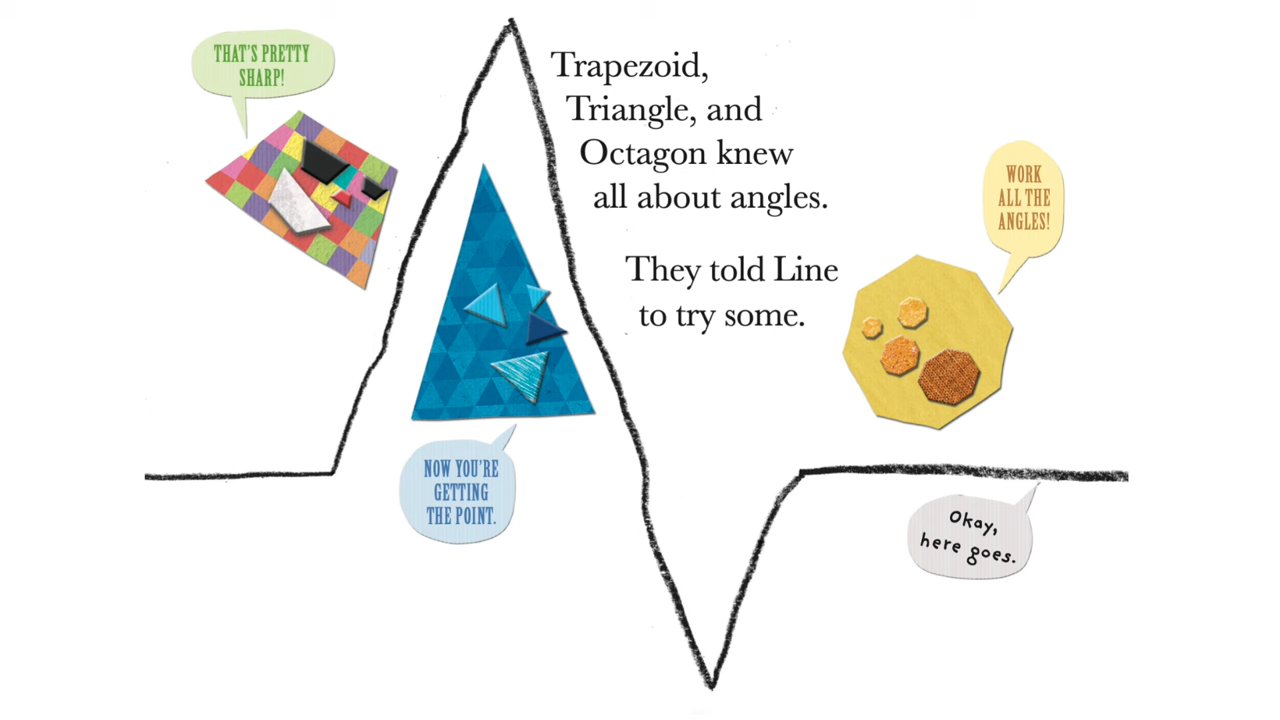 THAT'S PRETTY
SHARP!
Trapezoid,
Triangle, and
Octagon knew
all about angles.
They told Line
to try some.
WORK
ALL THE
ANGLES!
NOW YOU'RE
GETTING
THE POINT.
Okay,
here goes.